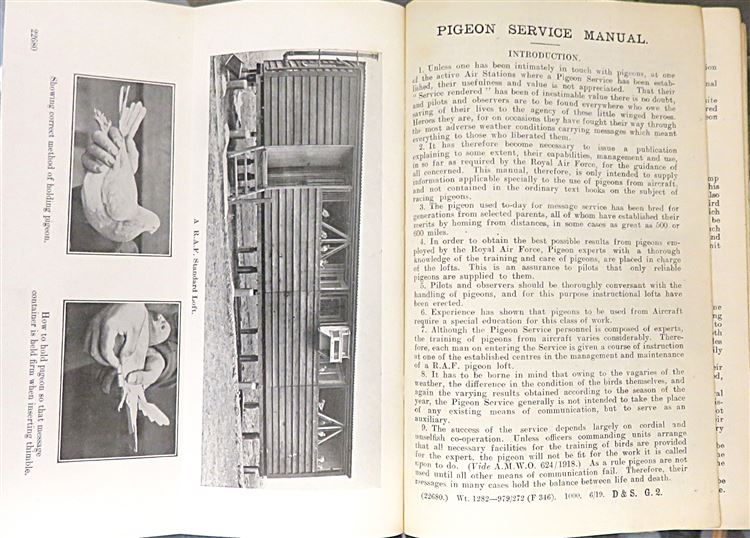 22680
Showing correct method of holding pigeon.
How to hold pigeon so that message
container is held firm when inserting thimble.
A R.A.F. Standard Loft.
PIGEON SERVICE MANUAL.
INTRODUCTION.
1. Unless one has been intimately in touch with pigeons, at one
of the active Air Stations where a Pigeon Service has been estab-
lished, their usefulness and value is not appreciated. That their
"Service rendered" has been of inestimable value there is no doubt,
and pilots and observers are to be found everywhere who owe the
saving of their lives to the agency of these little winged heroes.
Heroes they are, for on occasions they have fought their way through
the most adverse weather conditions carrying messages which meant
everything to those who liberated them.
2. It has therefore become necessary to issue a publication
explaining to some extent, their capabilities, management and use,
in so far as required by the Royal Air Force, for the guidance of
all concerned. This manual, therefore, is only intended to supply
information applicable specially to the use of pigeons from aircraft,
and not contained in the ordinary text books on the subject of
racing pigeons.
3. The pigeon used to-day for message service has been bred for
generations from selected parents, all of whom have established their
merits by homing from distances, in some cases as great as 500 or
600 miles.
4. In order to obtain the best possible results from pigeons em-
ployed by the Royal Air Force, Pigeon experts with a thorough
knowledge of the training and care of pigeons, are placed in charge
of the lofts. This is an assurance to pilots that only reliable
pigeons are supplied to them.
5. Pilots and observers should be thoroughly conversant with the
handling of pigeons, and for this purpose instructional lofts have
been erected.
6. Experience has shown that pigeons to be used from Aircraft
require a special education for this class of work.
7. Although the Pigeon Service personnel is composed of experts,
the training of pigeons from aircraft varies considerably. There-
fore, each man on entering the Service is given a course of instruction
at one of the established centres in the management and maintenance
of a R.A.F. pigeon loft.
8. It has to be borne in mind that owing to the vagaries of the
weather, the difference in the condition of the birds themselves, and
again the varying results obtained according to the season of the
year, the Pigeon Service generally is not intended to take the place
of any existing means of communication, but to serve as an
auxiliary.
9. The success of the service depends largely on cordial and
unselfish co-operation. Unless officers commanding units arrange
that all necessary facilities for the training of birds are provided
for the expert, the pigeon will not be fit for the work it is called
upon to do. (Vide A.M.W.O. 624/1918.) As a rule pigeons are not
used until all other means of communication fail. Therefore, their
messages in many cases hold the balance between life and death.
(22680.) Wt. 1282—979/272 (F 346). 1000. 6/19. D & S. G. 2.